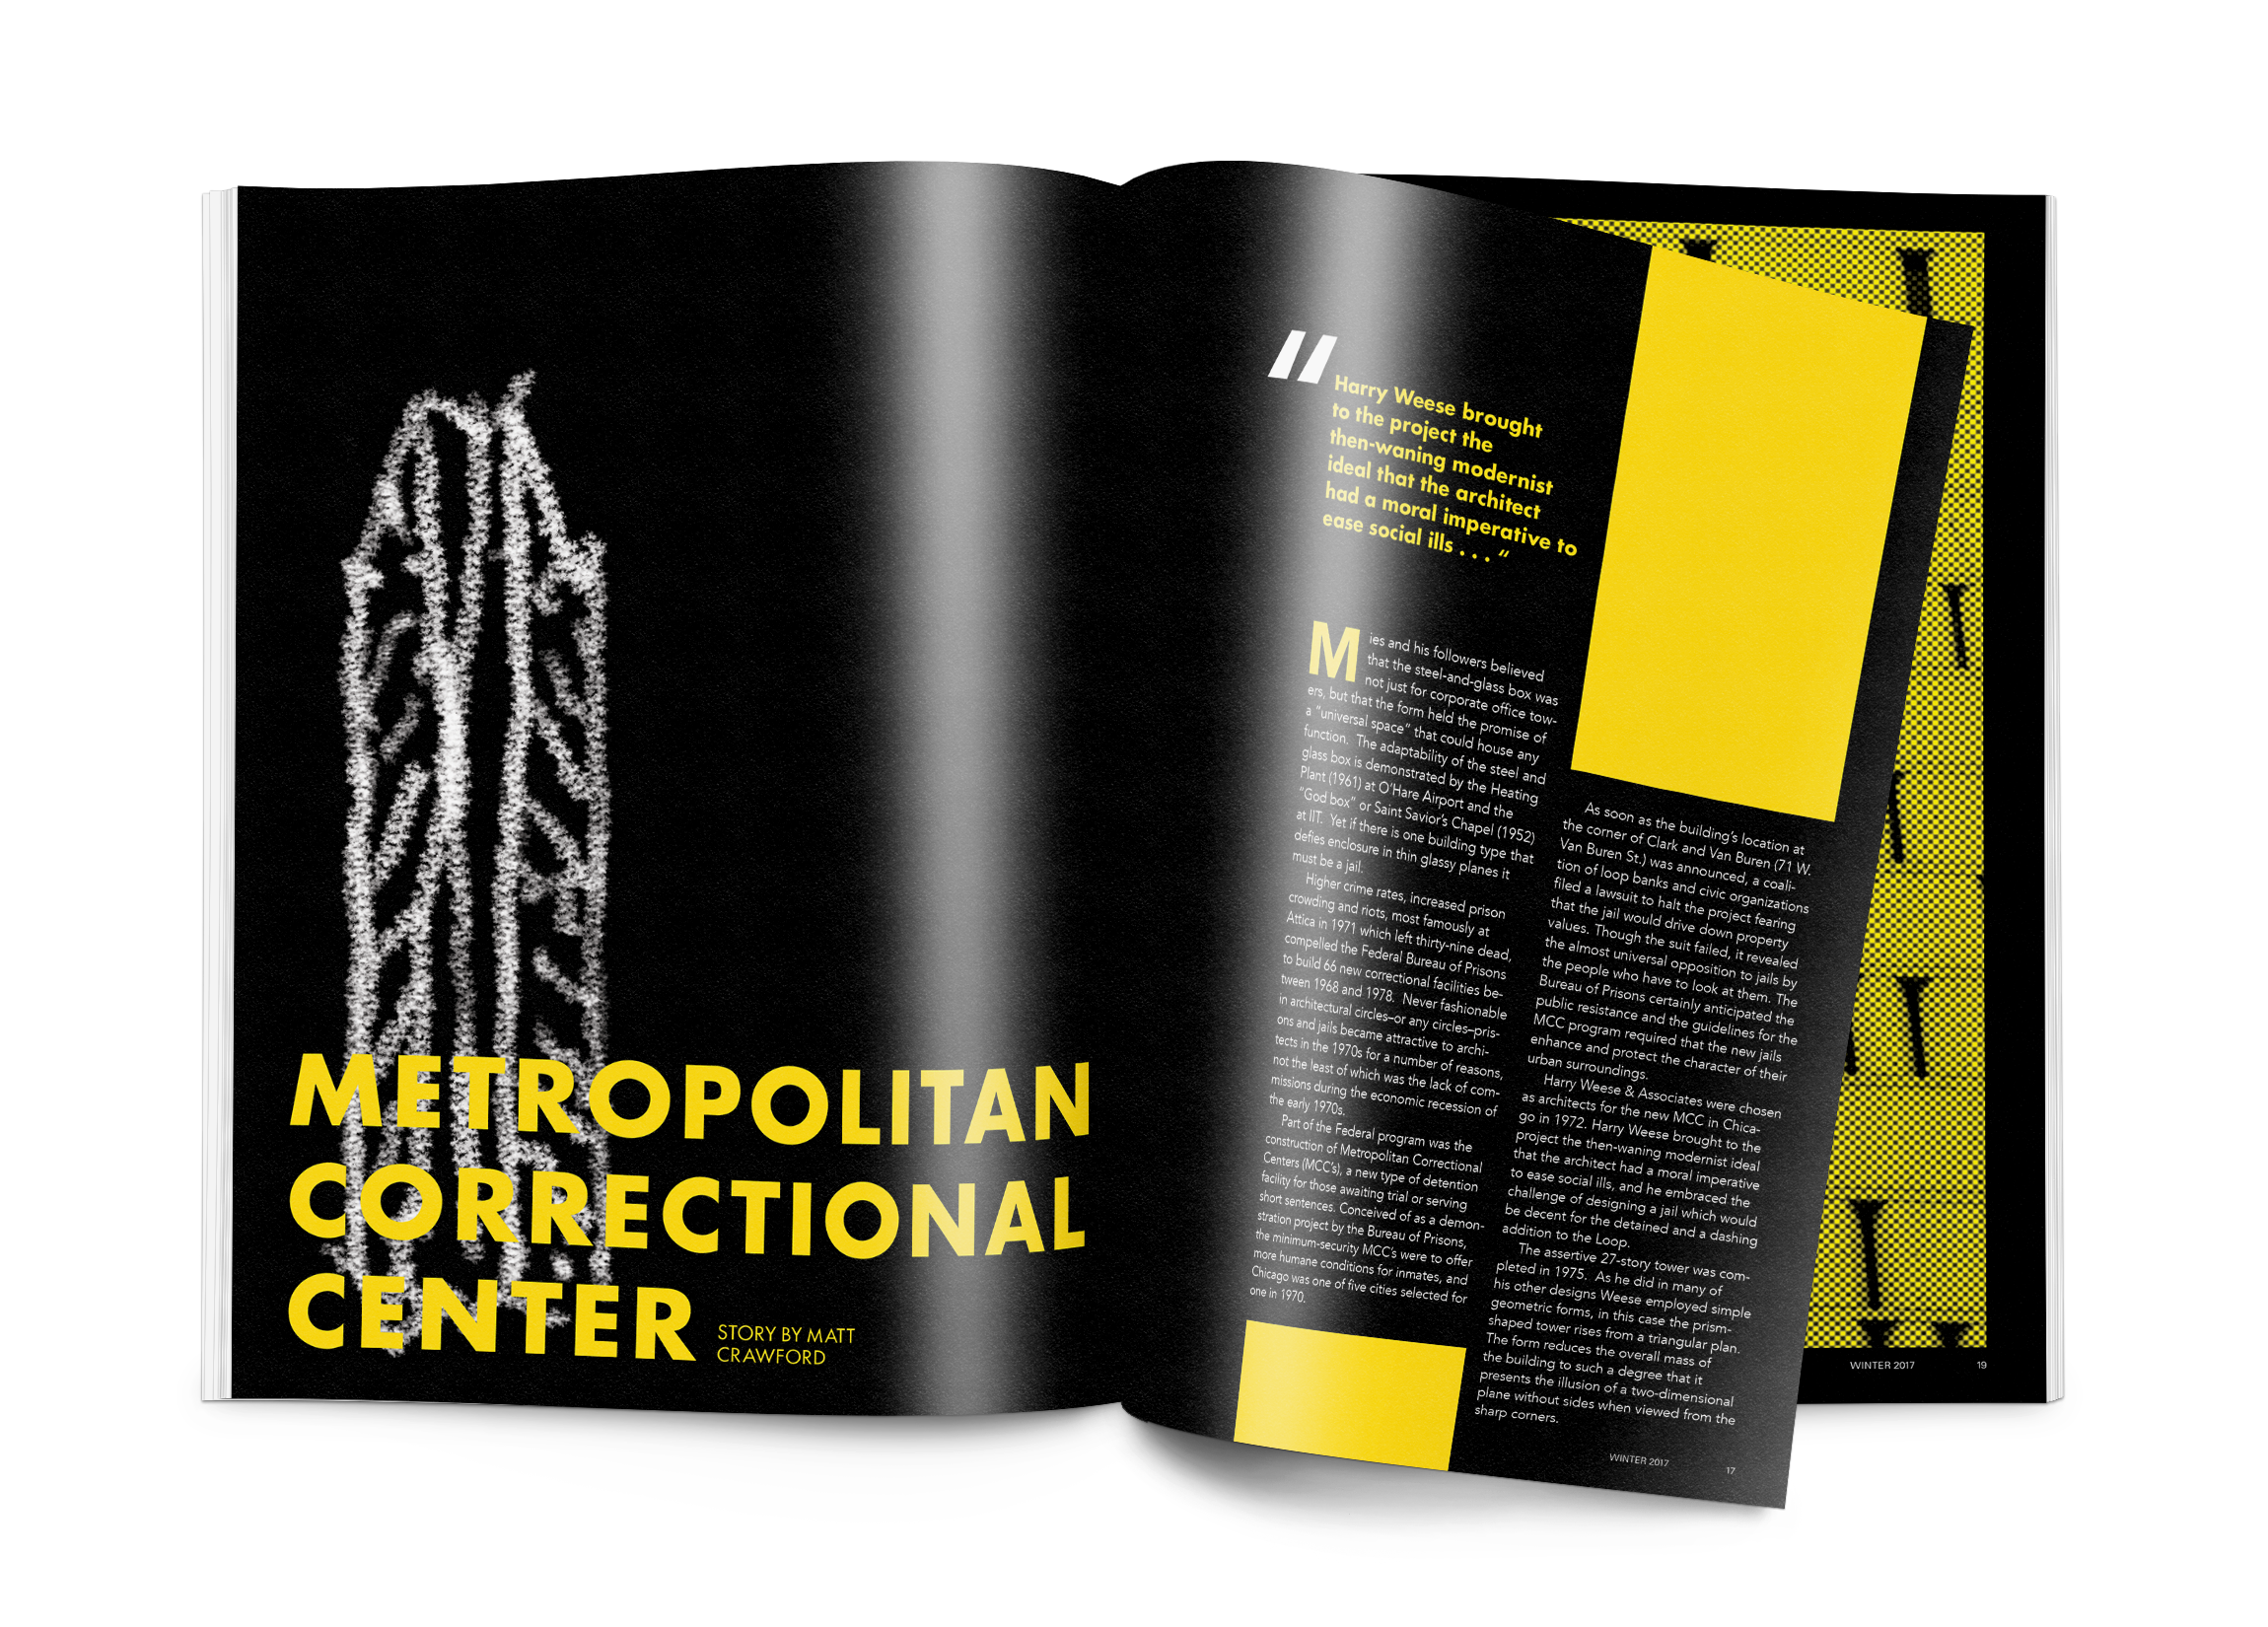 METROPOLITAN
CORRECTIONAL
CENTER
STORY BY MATT
CRAWFORD
“
Harry Weese brought
to the project the
then-waning modernist
ideal that the architect
had a moral imperative to
ease social ills . . . “
Mies and his followers believed
that the steel-and-glass box was
not just for corporate office tow-
ers, but that the form held the promise of
a “universal space” that could house any
function. The adaptability of the steel and
glass box is demonstrated by the Heating
Plant (1961) at O’Hare Airport and the
“God box” or Saint Savior’s Chapel (1952)
at IIT. Yet if there is one building type that
defies enclosure in thin glassy planes it
must be a jail.
Higher crime rates, increased prison
crowding and riots, most famously at
Attica in 1971 which left thirty-nine dead,
compelled the Federal Bureau of Prisons
to build 66 new correctional facilities be-
tween 1968 and 1978. Never fashionable
in architectural circles–or any circles–pris-
ons and jails became attractive to archi-
tects in the 1970s for a number of reasons,
not the least of which was the lack of com-
missions during the economic recession of
the early 1970s.
Part of the Federal program was the
construction of Metropolitan Correctional
Centers (MCC’s), a new type of detention
facility for those awaiting trial or serving
short sentences. Conceived of as a demon-
stration project by the Bureau of Prisons,
the minimum-security MCC’s were to offer
more humane conditions for inmates, and
Chicago was one of five cities selected for
one in 1970.
As soon as the building’s location at
the corner of Clark and Van Buren (71 W.
Van Buren St.) was announced, a coali-
tion of loop banks and civic organizations
filed a lawsuit to halt the project fearing
that the jail would drive down property
values. Though the suit failed, it revealed
the almost universal opposition to jails by
the people who have to look at them. The
Bureau of Prisons certainly anticipated the
public resistance and the guidelines for the
MCC program required that the new jails
enhance and protect the character of their
urban surroundings.
Harry Weese & Associates were chosen
as architects for the new MCC in Chica-
go in 1972. Harry Weese brought to the
project the then-waning modernist ideal
that the architect had a moral imperative
to ease social ills, and he embraced the
challenge of designing a jail which would
be decent for the detained and a dashing
addition to the Loop.
The assertive 27-story tower was com-
pleted in 1975. As he did in many of
his other designs Weese employed simple
geometric forms, in this case the prism-
shaped tower rises from a triangular plan.
The form reduces the overall mass of
the building to such a degree that it
presents the illusion of a two-dimensional
plane without sides when viewed from the
sharp corners.
WINTER 2017 17
WINTER 2017 19